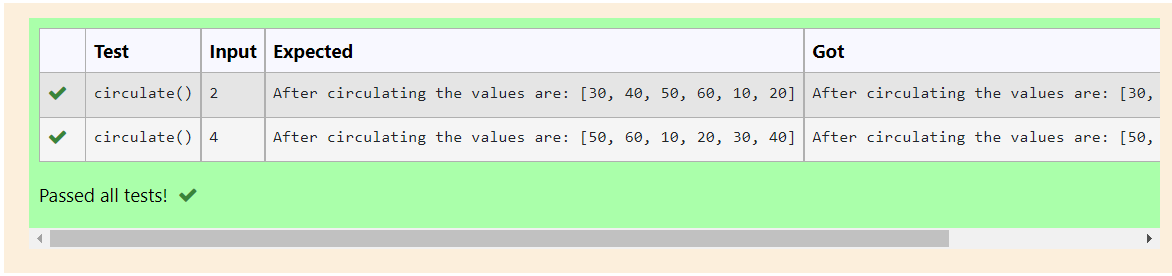 Test Input Expected Got
circulate() 2 After circulating the values are: [30, 40, 50, 60, 10, 20] After circulating the values are: [30,
circulate() 4 After circulating the values are: [50, 60, 10, 20, 30, 40] After circulating the values are: [50,
Passed all tests!